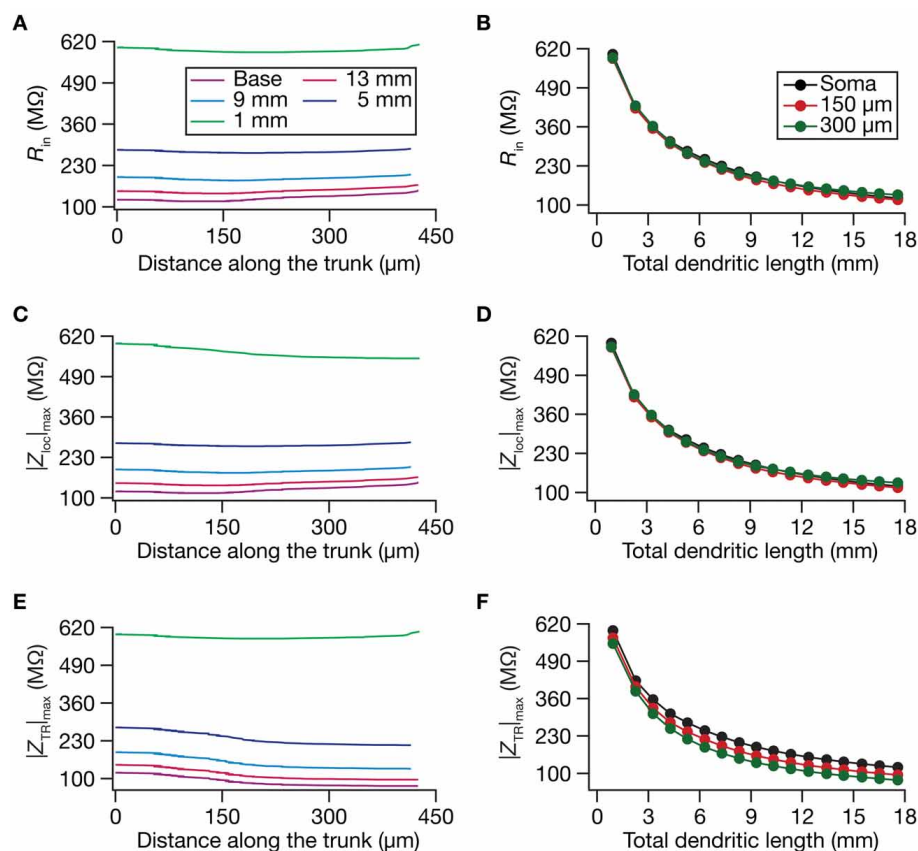 A
B
620
490
360
230
100
R_in (MΩ)
Base
13 mm
9 mm
5 mm
1 mm
0
150
300
450
Distance along the trunk (µm)
620
490
360
230
100
R_in (MΩ)
Soma
150 µm
300 µm
0
3
6
9
12
15
18
Total dendritic length (mm)
C
D
620
490
360
230
100
|Z_loc|_max (MΩ)
0
150
300
450
Distance along the trunk (µm)
620
490
360
230
100
|Z_loc|_max (MΩ)
0
3
6
9
12
15
18
Total dendritic length (mm)
E
F
620
490
360
230
100
|Z_TR|_max (MΩ)
0
150
300
450
Distance along the trunk (µm)
620
490
360
230
100
|Z_TR|_max (MΩ)
0
3
6
9
12
15
18
Total dendritic length (mm)